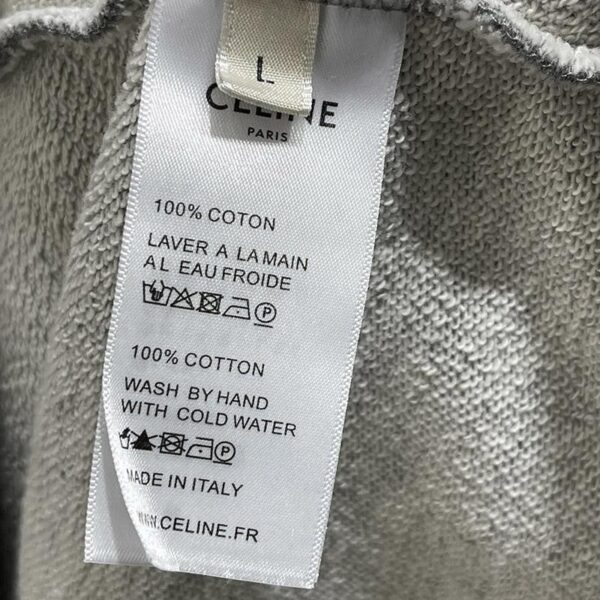 L
CELINE
PARIS
100% COTON
LAVER A LA MAIN
A L EAU FROIDE
100% COTTON
WASH BY HAND
WITH COLD WATER
MADE IN ITALY
WWW.CELINE.FR